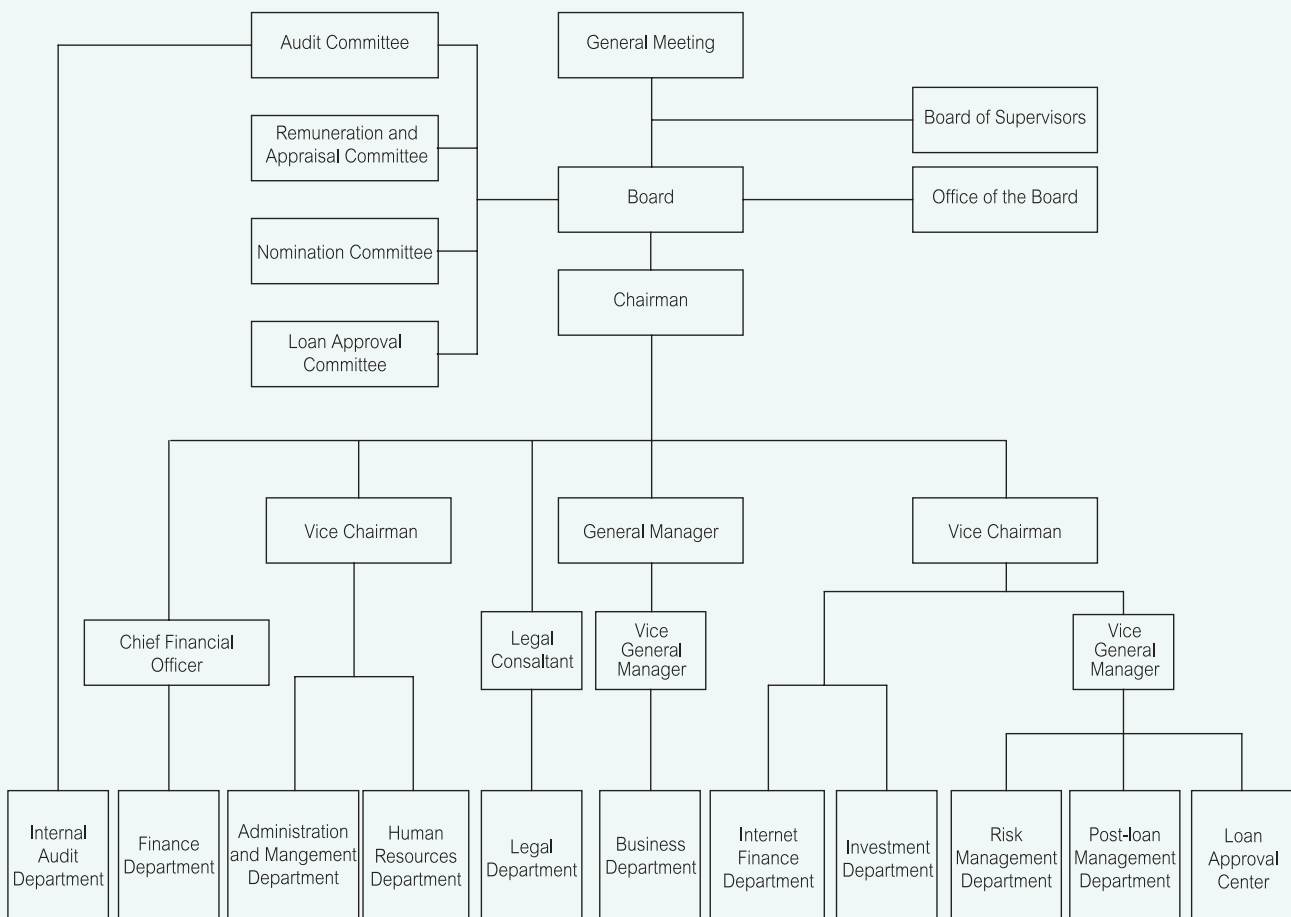 Audit Committee
General Meeting
Board of Supervisors
Remuneration and
Appraisal Committee
Board
Office of the Board
Nomination Committee
Chairman
Loan Approval
Committee
Vice Chairman
General Manager
Vice Chairman
Chief Financial
Officer
Legal
Consaltant
Vice
General
Manager
Vice
General
Manager
Internal
Audit
Department
Finance
Department
Administration
and Mangement
Department
Human
Resources
Department
Legal
Department
Business
Department
Internet
Finance
Department
Investment
Department
Risk
Management
Department
Post-loan
Management
Department
Loan
Approval
Center